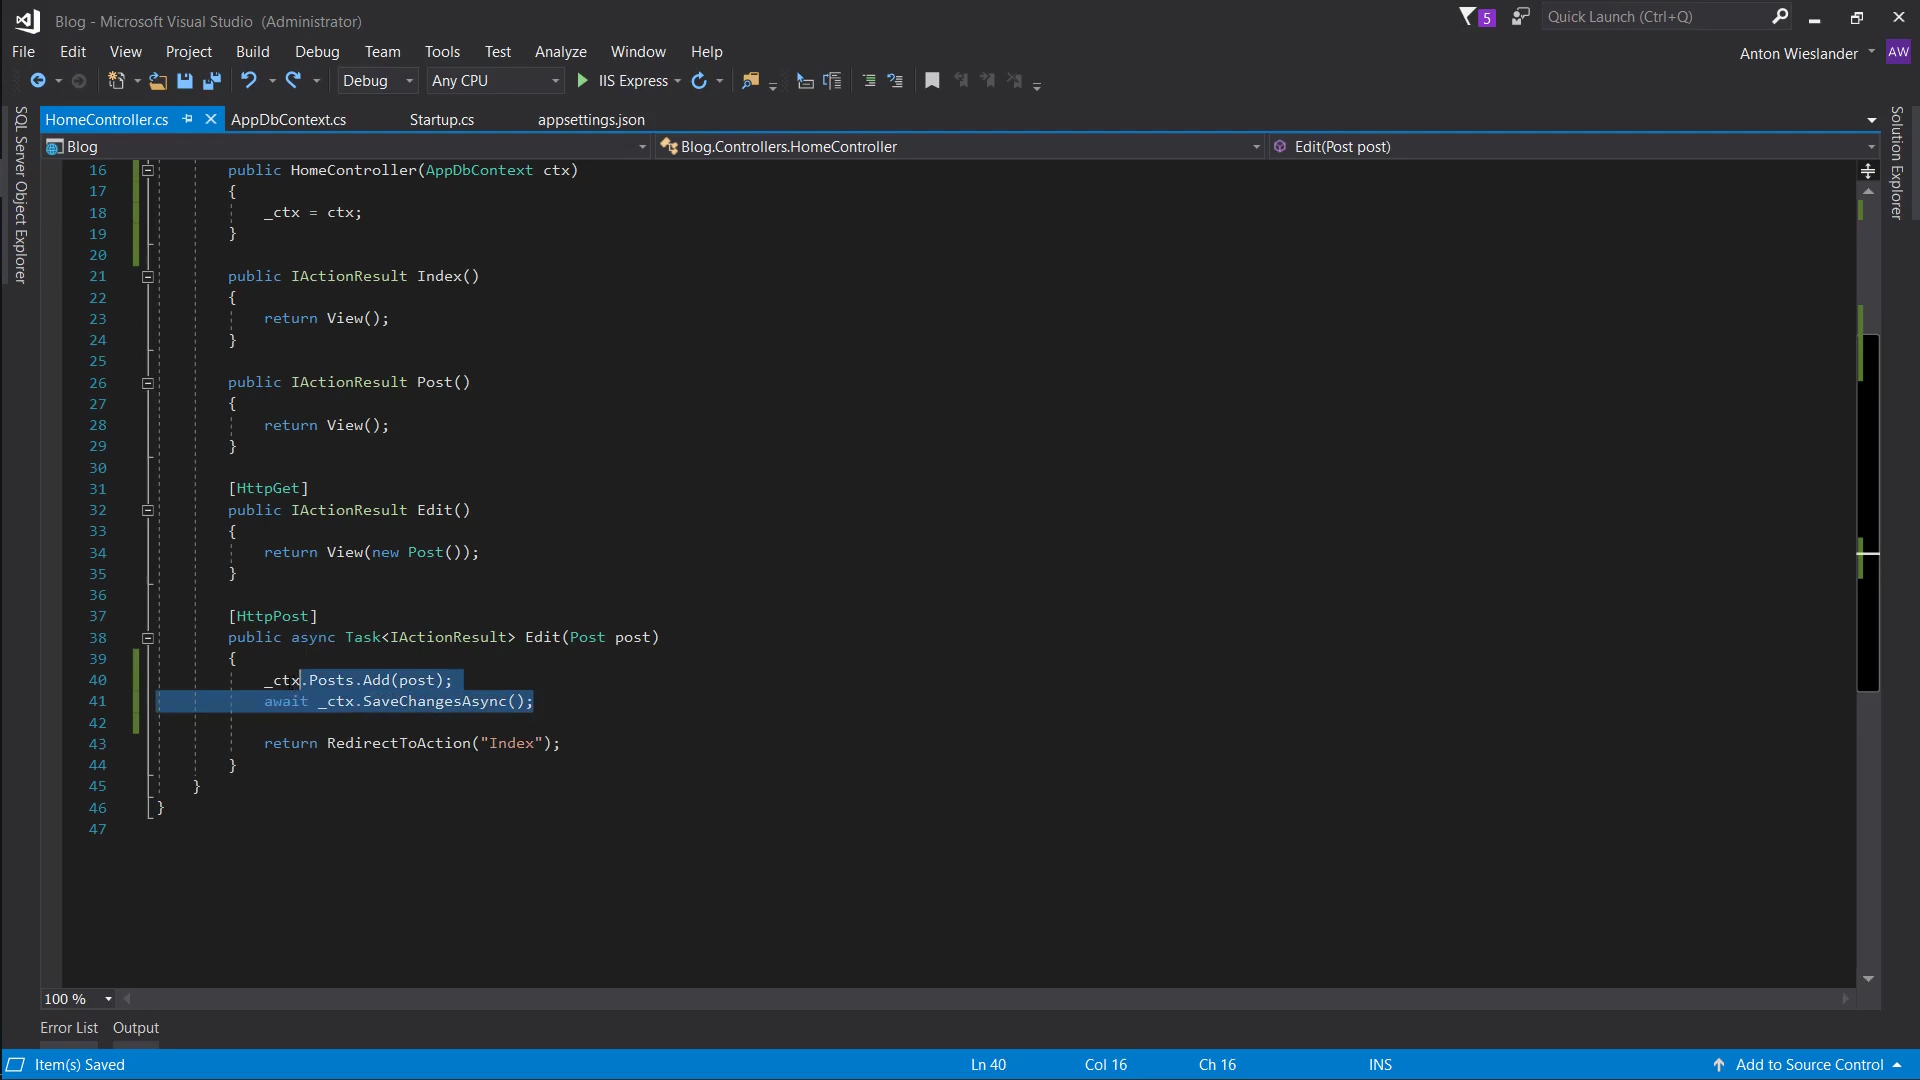 Blog - Microsoft Visual Studio (Administrator)
5
Quick Launch (Ctrl+Q)
File Edit View Project Build Debug Team Tools Test Analyze Window Help
Anton Wieslander AW
Debug Any CPU IIS Express
SQL Server Object Explorer
Solution Explorer
HomeController.cs AppDbContext.cs Startup.cs appsettings.json
Blog Blog.Controllers.HomeController Edit(Post post)
16 public HomeController(AppDbContext ctx)
17 {
18 _ctx = ctx;
19 }
20
21 public IActionResult Index()
22 {
23 return View();
24 }
25
26 public IActionResult Post()
27 {
28 return View();
29 }
30
31 [HttpGet]
32 public IActionResult Edit()
33 {
34 return View(new Post());
35 }
36
37 [HttpPost]
38 public async Task<IActionResult> Edit(Post post)
39 {
40 _ctx.Posts.Add(post);
41 await _ctx.SaveChangesAsync();
42
43 return RedirectToAction("Index");
44 }
45 }
46 }
47
100 %
Error List Output
Item(s) Saved Ln 40 Col 16 Ch 16 INS Add to Source Control